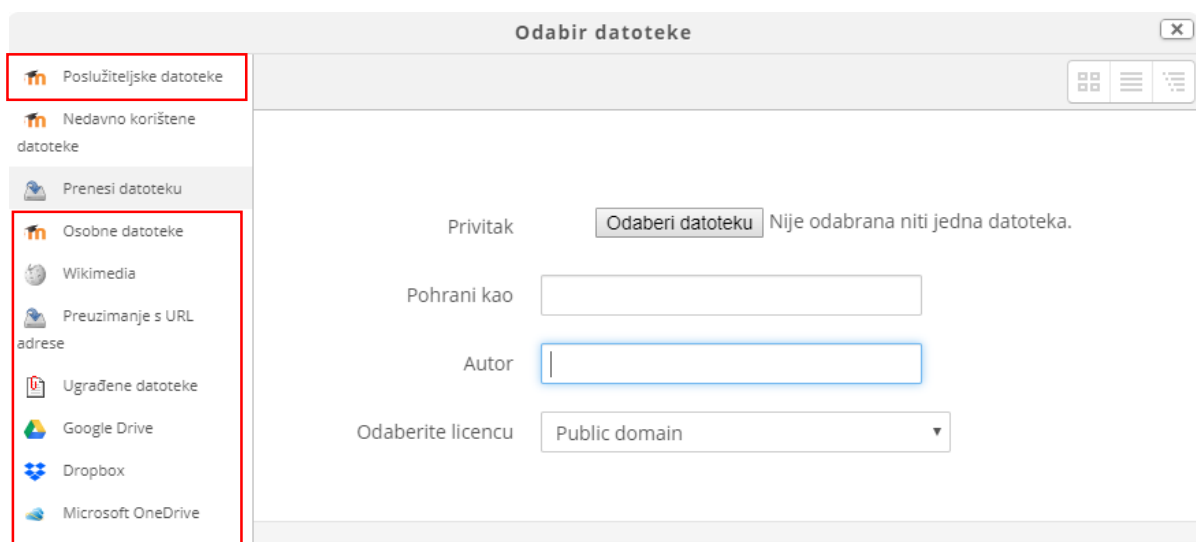 Odabir datoteke
Poslužiteljske datoteke
Nedavno korištene
datoteke
Prenesi datoteku
Osobne datoteke
Wikimedia
Preuzimanje s URL
adrese
Ugrađene datoteke
Google Drive
Dropbox
Microsoft OneDrive
Privitak Odaberi datoteku Nije odabrana niti jedna datoteka.
Pohrani kao
Autor
Odaberite licencu Public domain